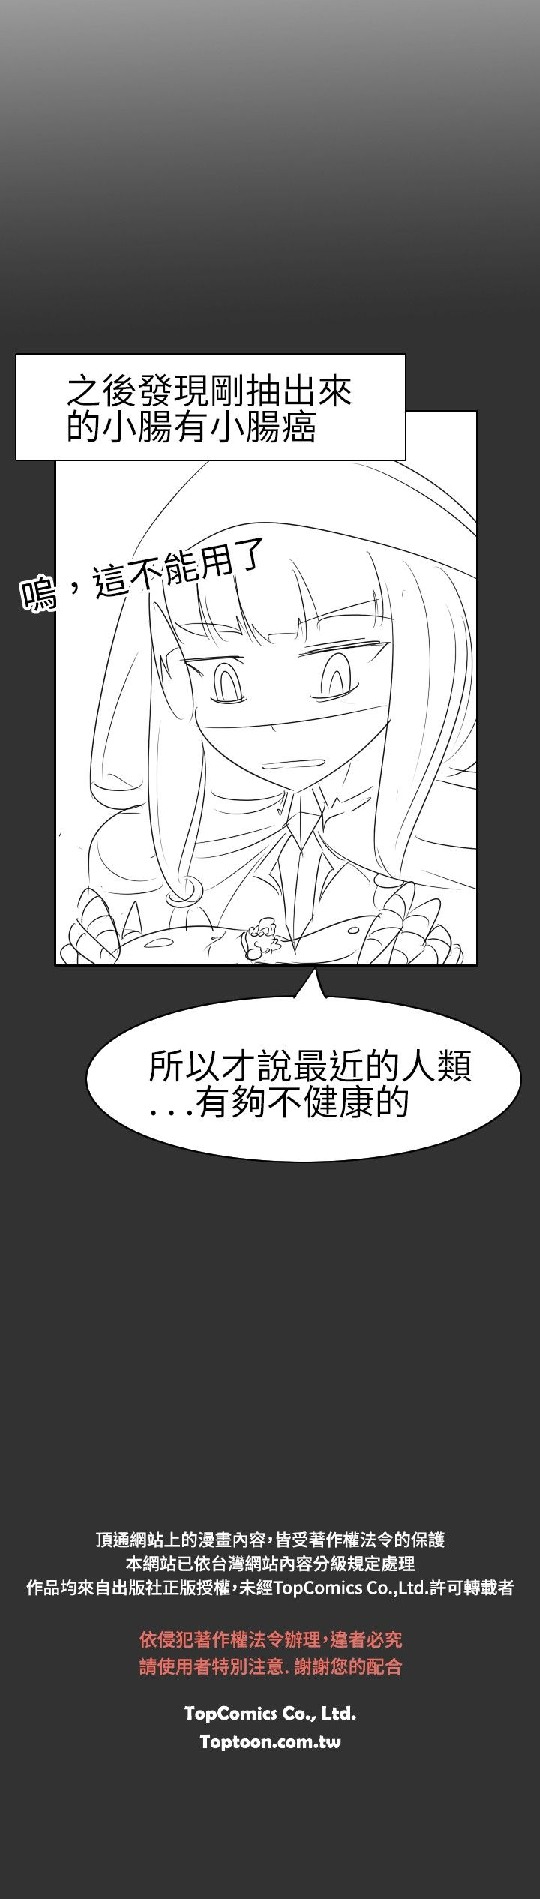 之後發現剛抽出來
的小腸有小腸癌
嗚，這不能用了
所以才說最近的人類
...有夠不健康的
頂通網站上的漫畫內容，皆受著作權法令的保護
本網站已依台灣網站內容分級規定處理
作品均來自出版社正版授權，未經TopComics Co.,Ltd.許可轉載者
依侵犯著作權法令辦理，違者必究
請使用者特別注意. 謝謝您的配合
TopComics Co., Ltd.
Toptoon.com.tw